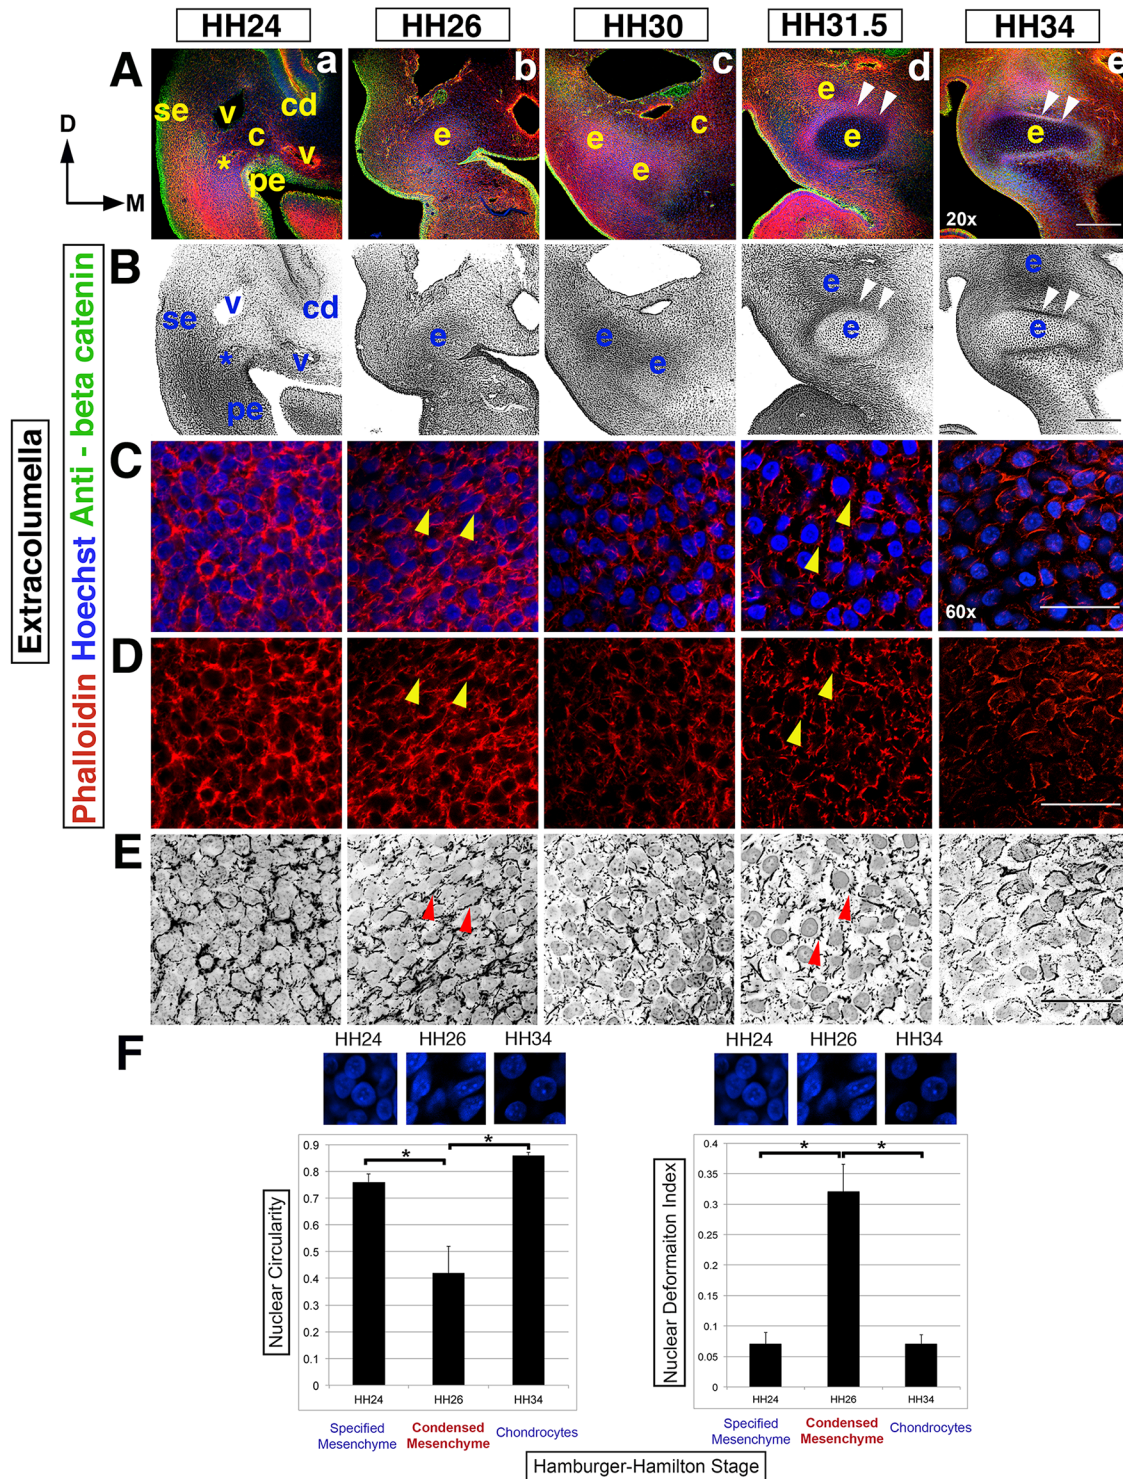 HH24 HH26 HH30 HH31.5 HH34
A a b c d e
se v cd c * v pe
e
e c e
e e
e
20x
D
M
B
se v cd * v pe
e
e e
e e
e e
C
60x
D
E
Extracolumella
Phalloidin Hoechst Anti - beta catenin
F
HH24 HH26 HH34
HH24 HH26 HH34
Nuclear Circularity
0.9
0.8
0.7
0.6
0.5
0.4
0.3
0.2
0.1
0
* *
HH24 HH26 HH34
Specified Condensed Chondrocytes
Mesenchyme Mesenchyme
Nuclear Deformaiton Index
0.4
0.35
0.3
0.25
0.2
0.15
0.1
0.05
0
* *
HH24 HH26 HH34
Specified Condensed Chondrocytes
Mesenchyme Mesenchyme
Hamburger-Hamilton Stage